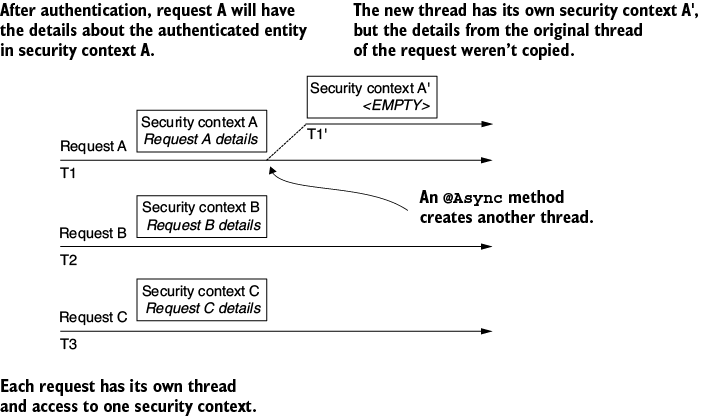 After authentication, request A will have
the details about the authenticated entity
in security context A.
The new thread has its own security context A',
but the details from the original thread
of the request weren't copied.
Security context A'
<EMPTY>
Security context A
Request A details
T1'
Request A
T1
An @Async method
creates another thread.
Security context B
Request B details
Request B
T2
Security context C
Request C details
Request C
T3
Each request has its own thread
and access to one security context.